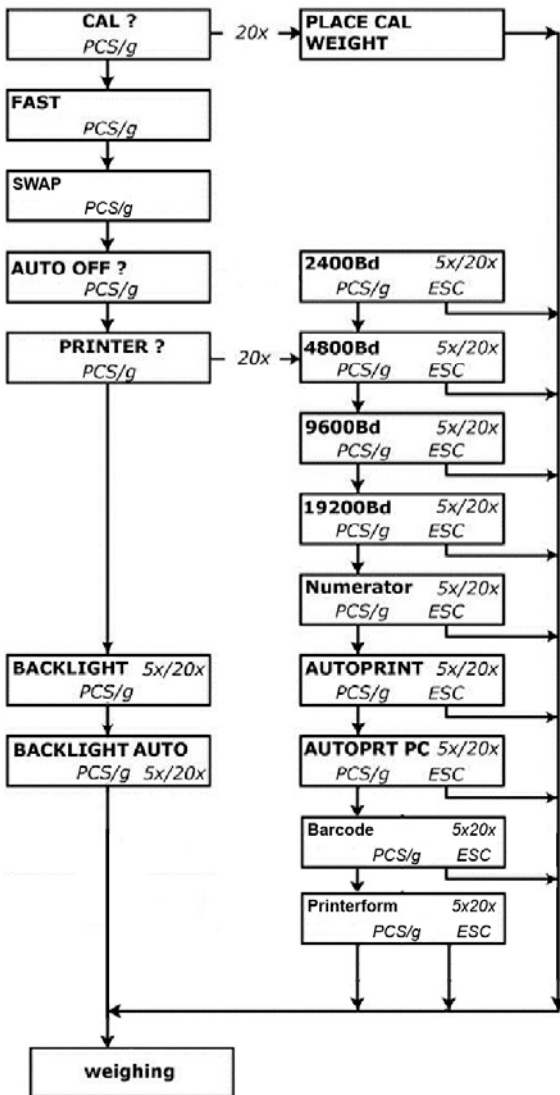 CAL ?
PCS/g
20x
PLACE CAL
WEIGHT
FAST
PCS/g
SWAP
PCS/g
AUTO OFF ?
PCS/g
PRINTER ?
PCS/g
20x
2400Bd 5x/20x
PCS/g ESC
4800Bd 5x/20x
PCS/g ESC
9600Bd 5x/20x
PCS/g ESC
19200Bd 5x/20x
PCS/g ESC
Numerator 5x/20x
PCS/g ESC
BACKLIGHT 5x/20x
PCS/g
AUTOPRINT 5x/20x
PCS/g ESC
BACKLIGHT AUTO
PCS/g 5x/20x
AUTOPRT PC 5x/20x
PCS/g ESC
Barcode 5x20x
PCS/g ESC
Printerform 5x20x
PCS/g ESC
weighing